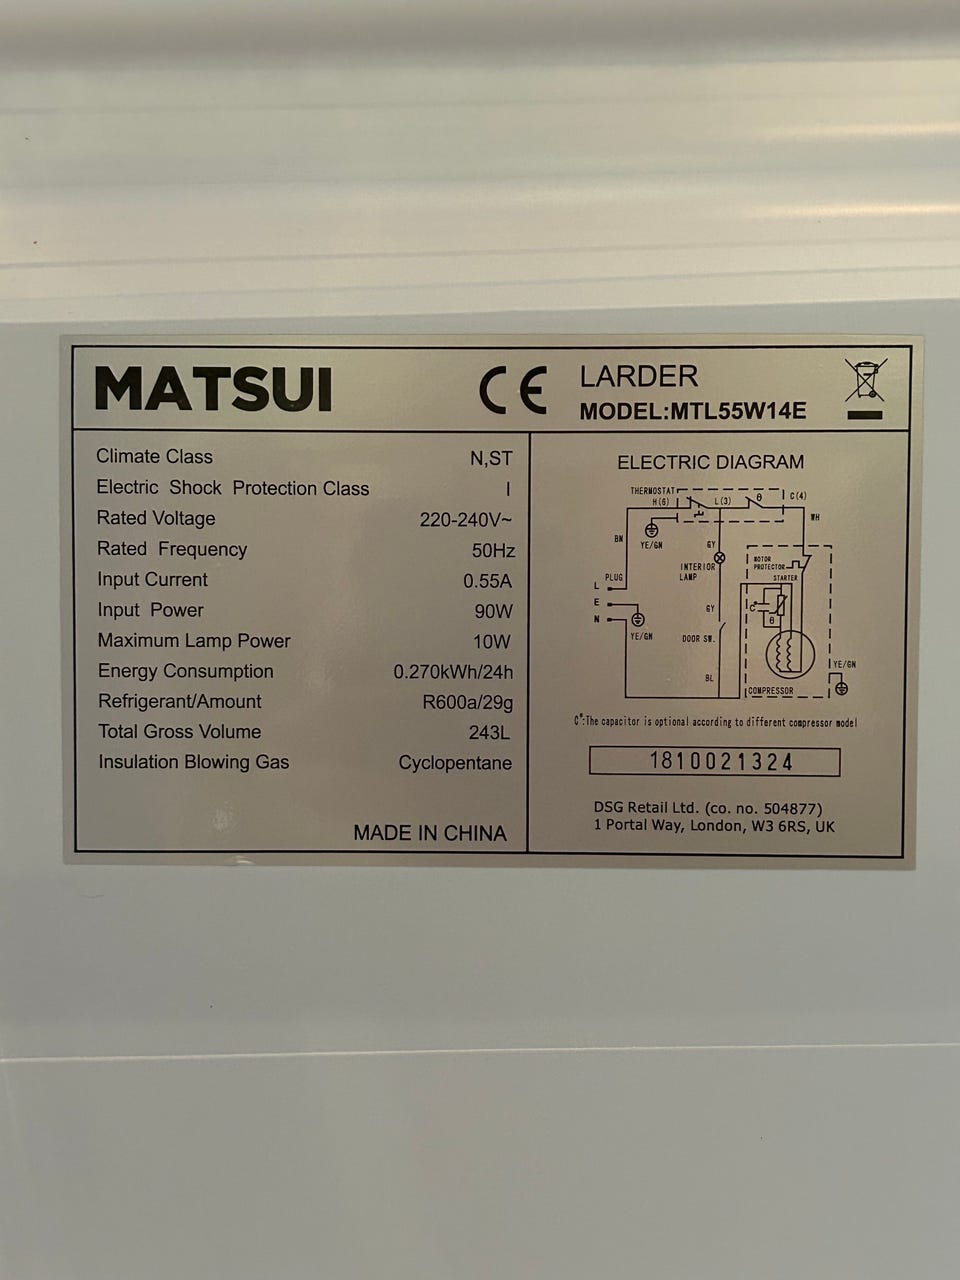 MATSUI
CE
LARDER
MODEL:MTL55W14E
Climate Class N,ST
Electric Shock Protection Class I
Rated Voltage 220-240V~
Rated Frequency 50Hz
Input Current 0.55A
Input Power 90W
Maximum Lamp Power 10W
Energy Consumption 0.270kWh/24h
Refrigerant/Amount R600a/29g
Total Gross Volume 243L
Insulation Blowing Gas Cyclopentane
MADE IN CHINA
ELECTRIC DIAGRAM
THERMOSTAT
H(6) L(3) θ C(4)
WH
BN
YE/GN
GY
INTERIOR
LAMP
MOTOR
PROTECTOR
STARTER
PLUG
L
E
N
YE/GN
GY
C*
θ
DOOR SW.
BL
YE/GN
COMPRESSOR
C*:The capacitor is optional according to different compressor model
1810021324
DSG Retail Ltd. (co. no. 504877)
1 Portal Way, London, W3 6RS, UK